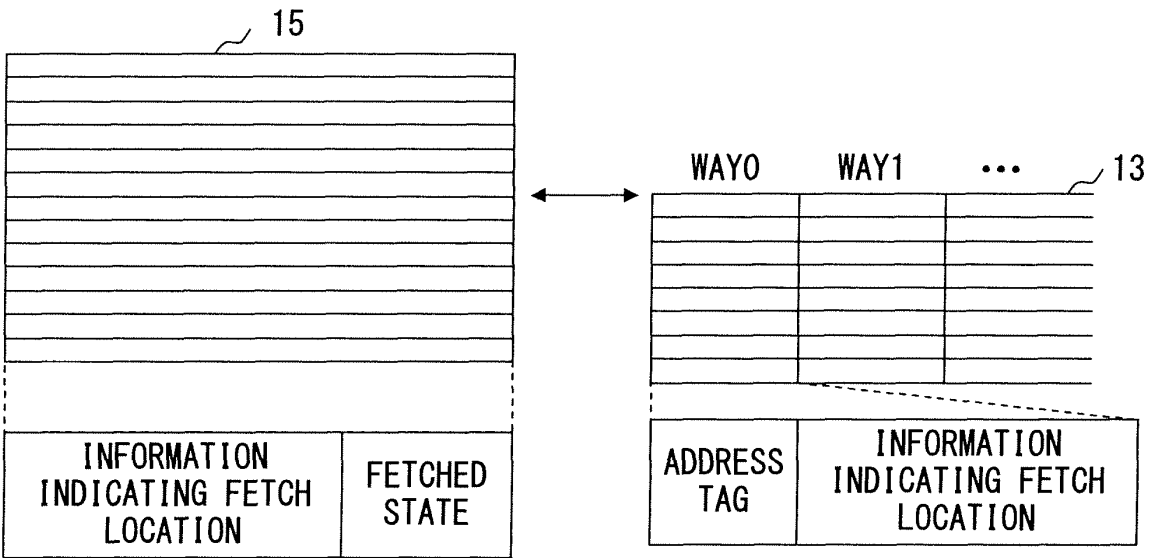 15
WAY0 WAY1 ••• 13
INFORMATION
INDICATING FETCH
LOCATION
FETCHED
STATE
ADDRESS
TAG
INFORMATION
INDICATING FETCH
LOCATION